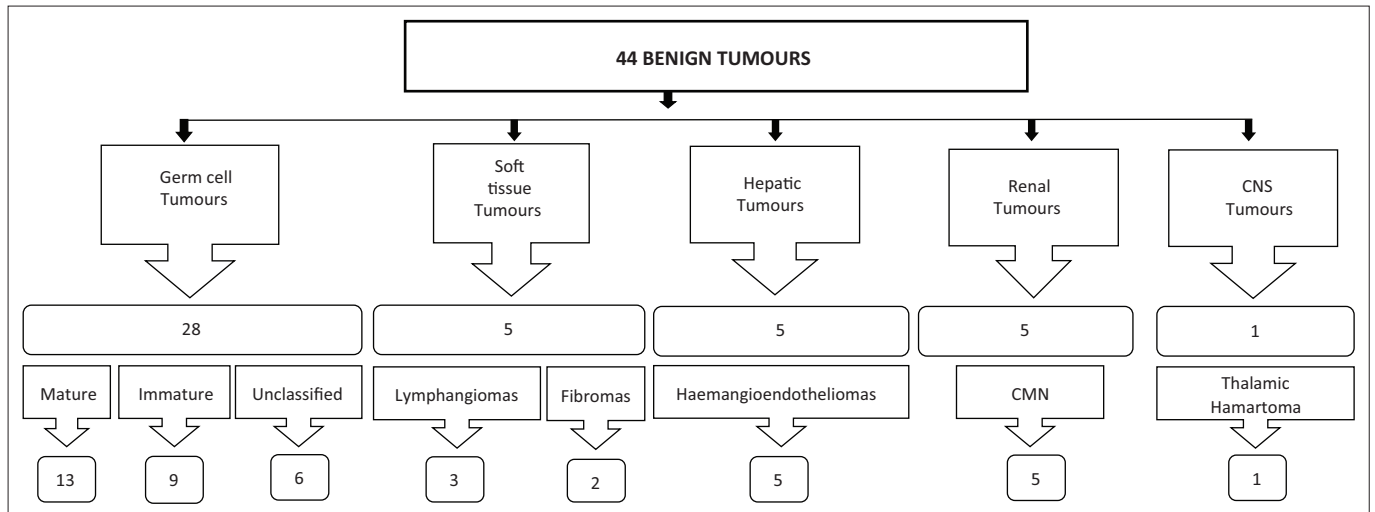 44 BENIGN TUMOURS
Germ cell
Tumours
Soft
tissue
Tumours
Hepatic
Tumours
Renal
Tumours
CNS
Tumours
28
5
5
5
1
Mature
Immature
Unclassified
Lymphangiomas
Fibromas
Haemangioendotheliomas
CMN
Thalamic
Hamartoma
13
9
6
3
2
5
5
1